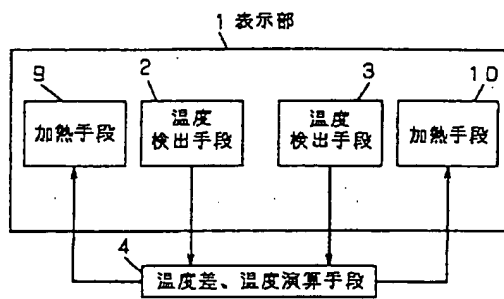 1 表示部
9
2
3
10
加熱手段
温度
検出手段
温度
検出手段
加熱手段
4
温度差、温度演算手段